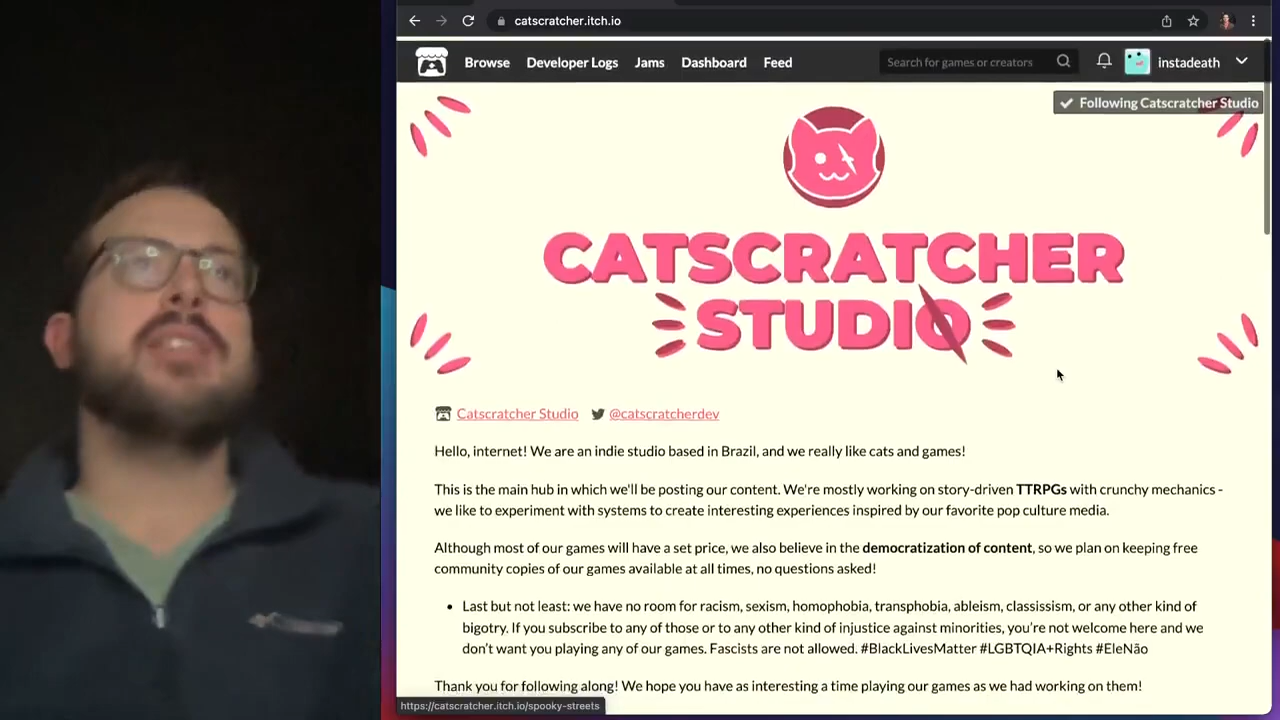 catscratcher.itch.io
Browse Developer Logs Jams Dashboard Feed Search for games or creators instadeath
Following Catscratcher Studio
CATSCRATCHER
STUDIO
Catscratcher Studio @catscratcherdev
Hello, internet! We are an indie studio based in Brazil, and we really like cats and games!
This is the main hub in which we'll be posting our content. We're mostly working on story-driven TTRPGs with crunchy mechanics -
we like to experiment with systems to create interesting experiences inspired by our favorite pop culture media.
Although most of our games will have a set price, we also believe in the democratization of content, so we plan on keeping free
community copies of our games available at all times, no questions asked!
• Last but not least: we have no room for racism, sexism, homophobia, transphobia, ableism, classissism, or any other kind of
bigotry. If you subscribe to any of those or to any other kind of injustice against minorities, you're not welcome here and we
don't want you playing any of our games. Fascists are not allowed. #BlackLivesMatter #LGBTQIA+Rights #EleNão
Thank you for following along! We hope you have as interesting a time playing our games as we had working on them!
https://catscratcher.itch.io/spooky-streets